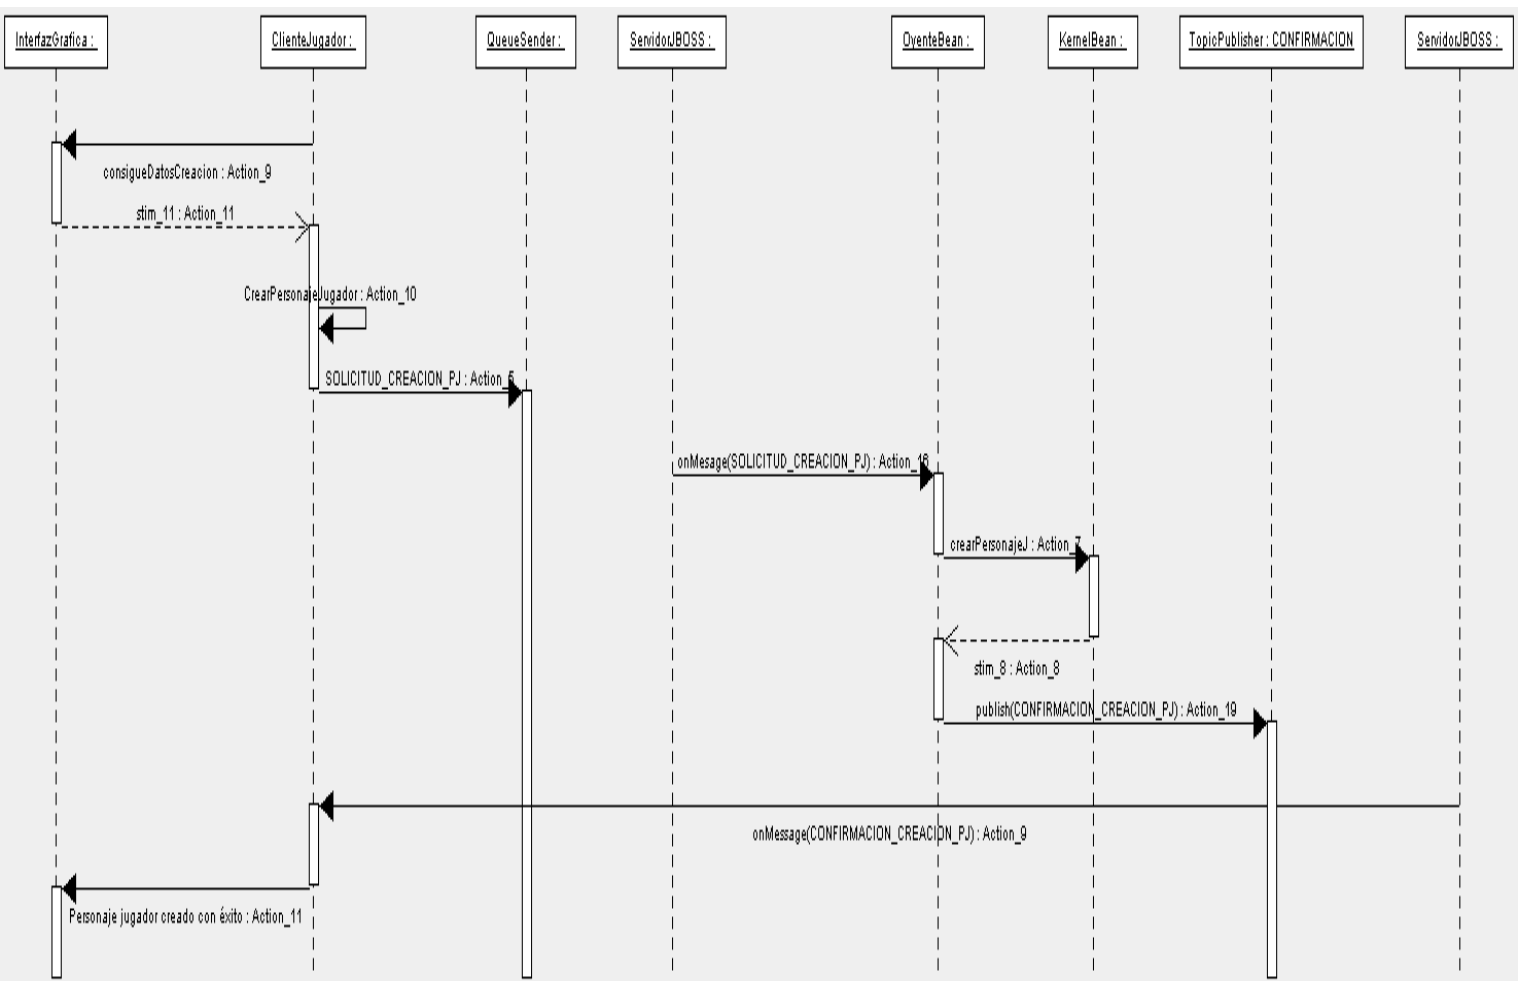 InterfazGrafica :
ClienteJugador :
QueueSender :
ServidorJBOSS :
OyenteBean :
KernelBean :
TopicPublisher : CONFIRMACION
ServidorJBOSS :
consigueDatosCreacion : Action_9
stim_11 : Action_11
CrearPersonajeJugador : Action_10
SOLICITUD_CREACION_PJ : Action_5
onMesage(SOLICITUD_CREACION_PJ) : Action_16
crearPersonajeJ : Action_7
stim_8 : Action_8
publish(CONFIRMACION_CREACION_PJ) : Action_19
onMessage(CONFIRMACION_CREACION_PJ) : Action_9
Personaje jugador creado con éxito : Action_11